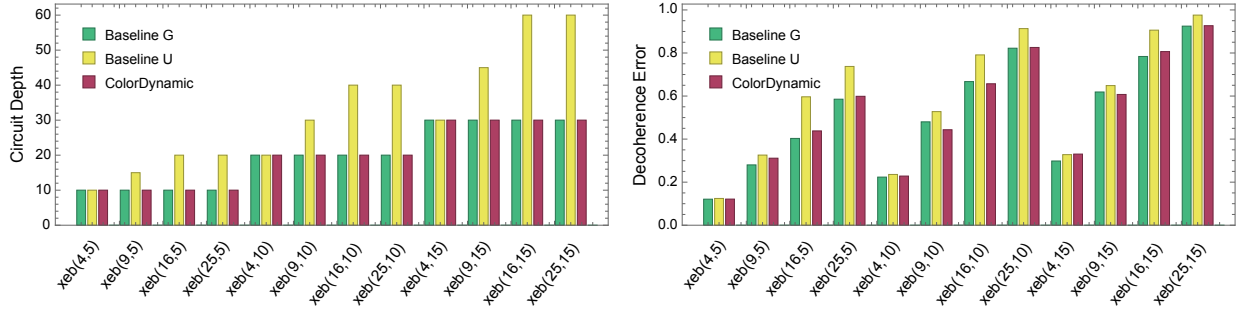 Circuit Depth
60
50
40
30
20
10
0
Baseline G
Baseline U
ColorDynamic
xeb(4,5)
xeb(9,5)
xeb(16,5)
xeb(25,5)
xeb(4,10)
xeb(9,10)
xeb(16,10)
xeb(25,10)
xeb(4,15)
xeb(9,15)
xeb(16,15)
xeb(25,15)
Decoherence Error
1.0
0.8
0.6
0.4
0.2
0.0
Baseline G
Baseline U
ColorDynamic
xeb(4,5)
xeb(9,5)
xeb(16,5)
xeb(25,5)
xeb(4,10)
xeb(9,10)
xeb(16,10)
xeb(25,10)
xeb(4,15)
xeb(9,15)
xeb(16,15)
xeb(25,15)